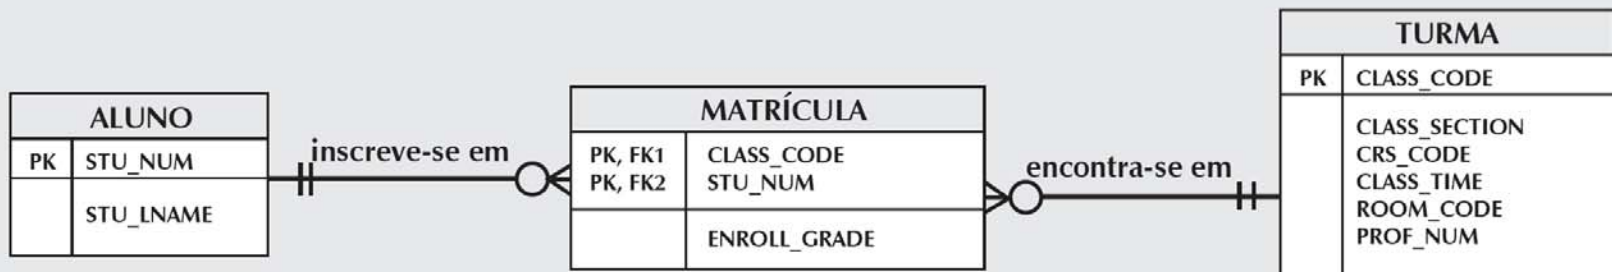 ALUNO
PK STU_NUM
STU_LNAME
inscreve-se em
MATRÍCULA
PK, FK1 CLASS_CODE
PK, FK2 STU_NUM
ENROLL_GRADE
encontra-se em
TURMA
PK CLASS_CODE
CLASS_SECTION
CRS_CODE
CLASS_TIME
ROOM_CODE
PROF_NUM